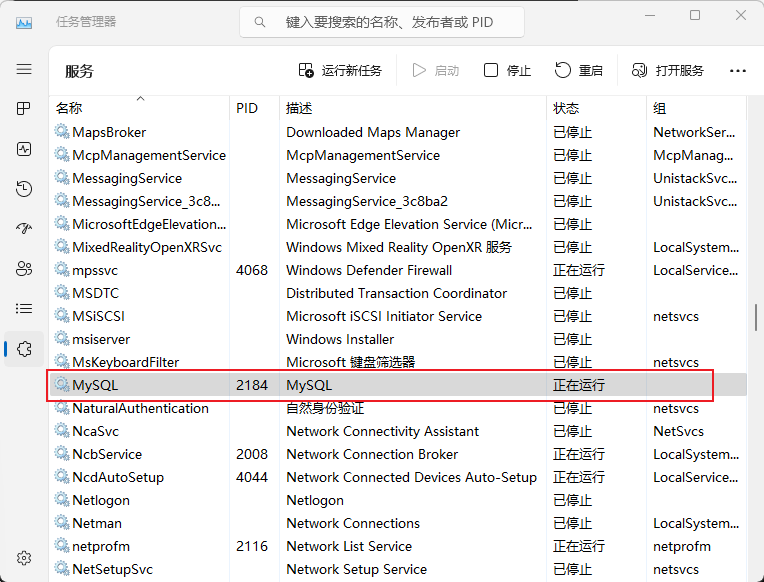 任务管理器
键入要搜索的名称、发布者或 PID
服务 运行新任务 启动 停止 重启 打开服务 ...
名称 PID 描述 状态 组
MapsBroker Downloaded Maps Manager 已停止 NetworkSer...
McpManagementService McpManagementService 已停止 McpManag...
MessagingService MessagingService 已停止 UnistackSvc...
MessagingService_3c8... MessagingService_3c8ba2 已停止 UnistackSvc...
MicrosoftEdgeElevation... Microsoft Edge Elevation Service (Micr... 已停止
MixedRealityOpenXRSvc Windows Mixed Reality OpenXR 服务 已停止 LocalSystem...
mpssvc 4068 Windows Defender Firewall 正在运行 LocalService...
MSDTC Distributed Transaction Coordinator 已停止
MSiSCSI Microsoft iSCSI Initiator Service 已停止 netsvcs
msiserver Windows Installer 已停止
MsKeyboardFilter Microsoft 键盘筛选器 已停止 netsvcs
MySQL 2184 MySQL 正在运行
NaturalAuthentication 自然身份验证 已停止 netsvcs
NcaSvc Network Connectivity Assistant 已停止 NetSvcs
NcbService 2008 Network Connection Broker 正在运行 LocalSystem...
NcdAutoSetup 4044 Network Connected Devices Auto-Setup 正在运行 LocalService...
Netlogon Netlogon 已停止
Netman Network Connections 已停止 LocalSystem...
netprofm 2116 Network List Service 正在运行 netprofm
NetSetupSvc Network Setup Service 已停止 netsvcs